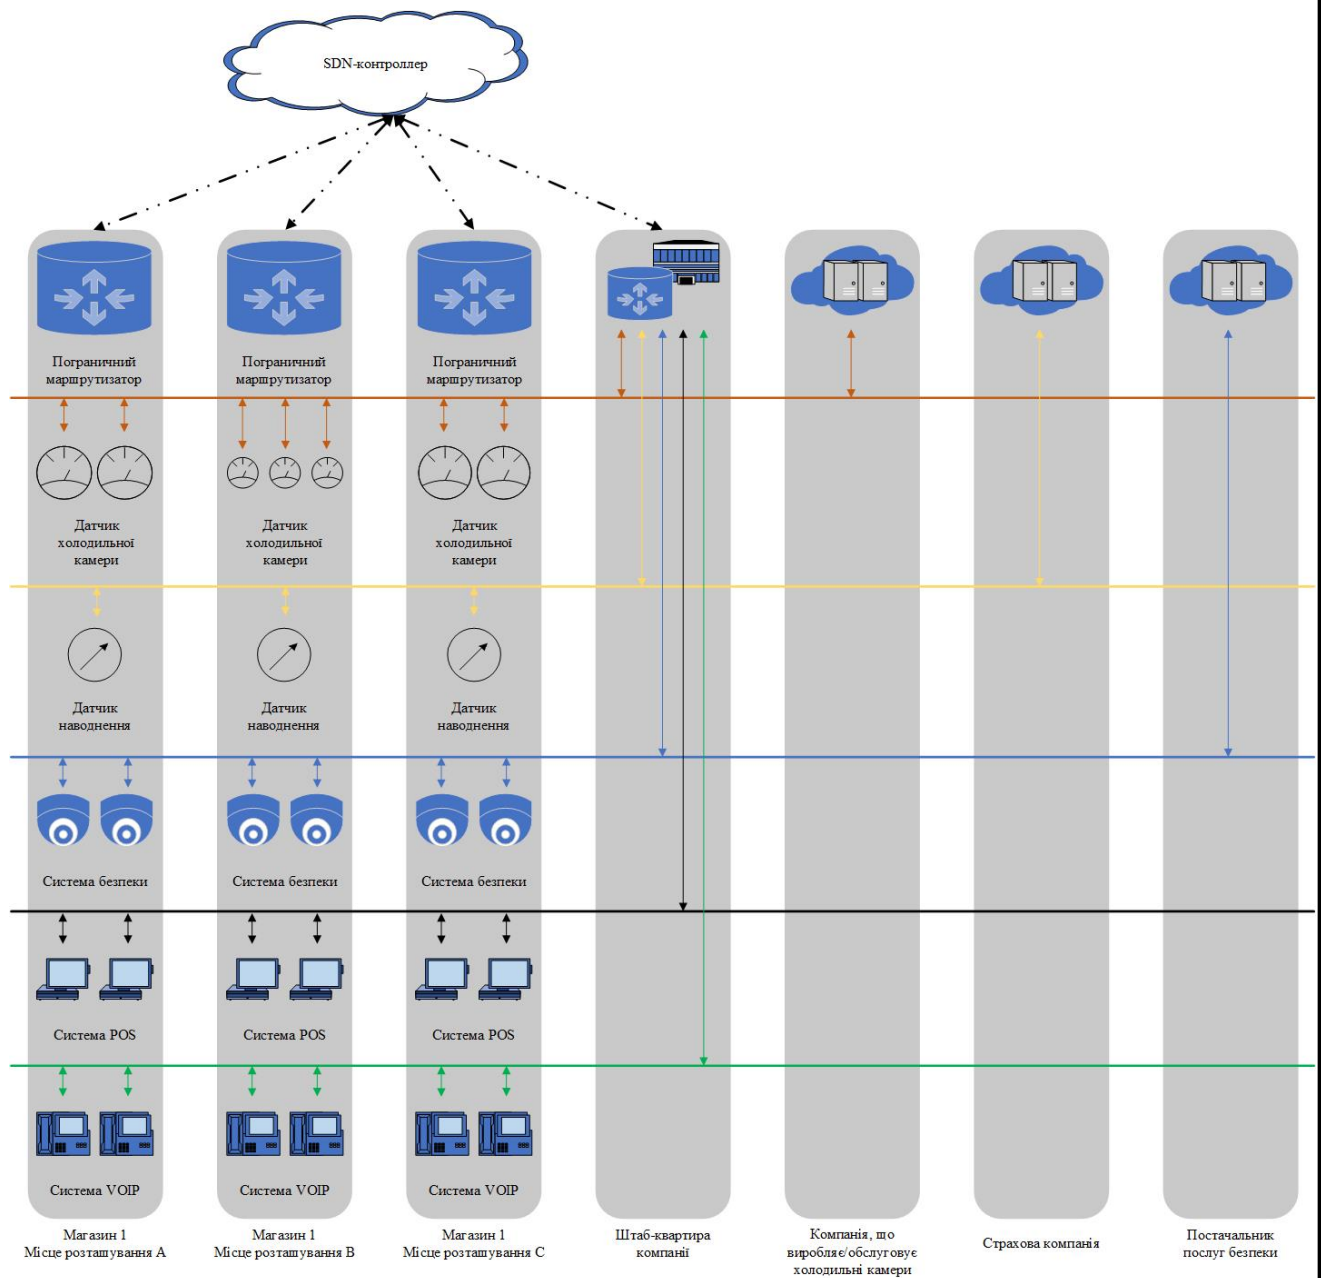 SDN-контроллер
Пограничний
маршрутизатор
Пограничний
маршрутизатор
Пограничний
маршрутизатор
Датчик
холодильної
камери
Датчик
холодильної
камери
Датчик
холодильної
камери
Датчик
наводнення
Датчик
наводнення
Датчик
наводнення
Система безпеки
Система безпеки
Система безпеки
Система POS
Система POS
Система POS
Система VOIP
Система VOIP
Система VOIP
Магазин 1
Місце розташування А
Магазин 1
Місце розташування В
Магазин 1
Місце розташування С
Штаб-квартира
компанії
Компанія, що
виробляє/обслуговує
холодильні камери
Страхова компанія
Постачальник
послуг безпеки